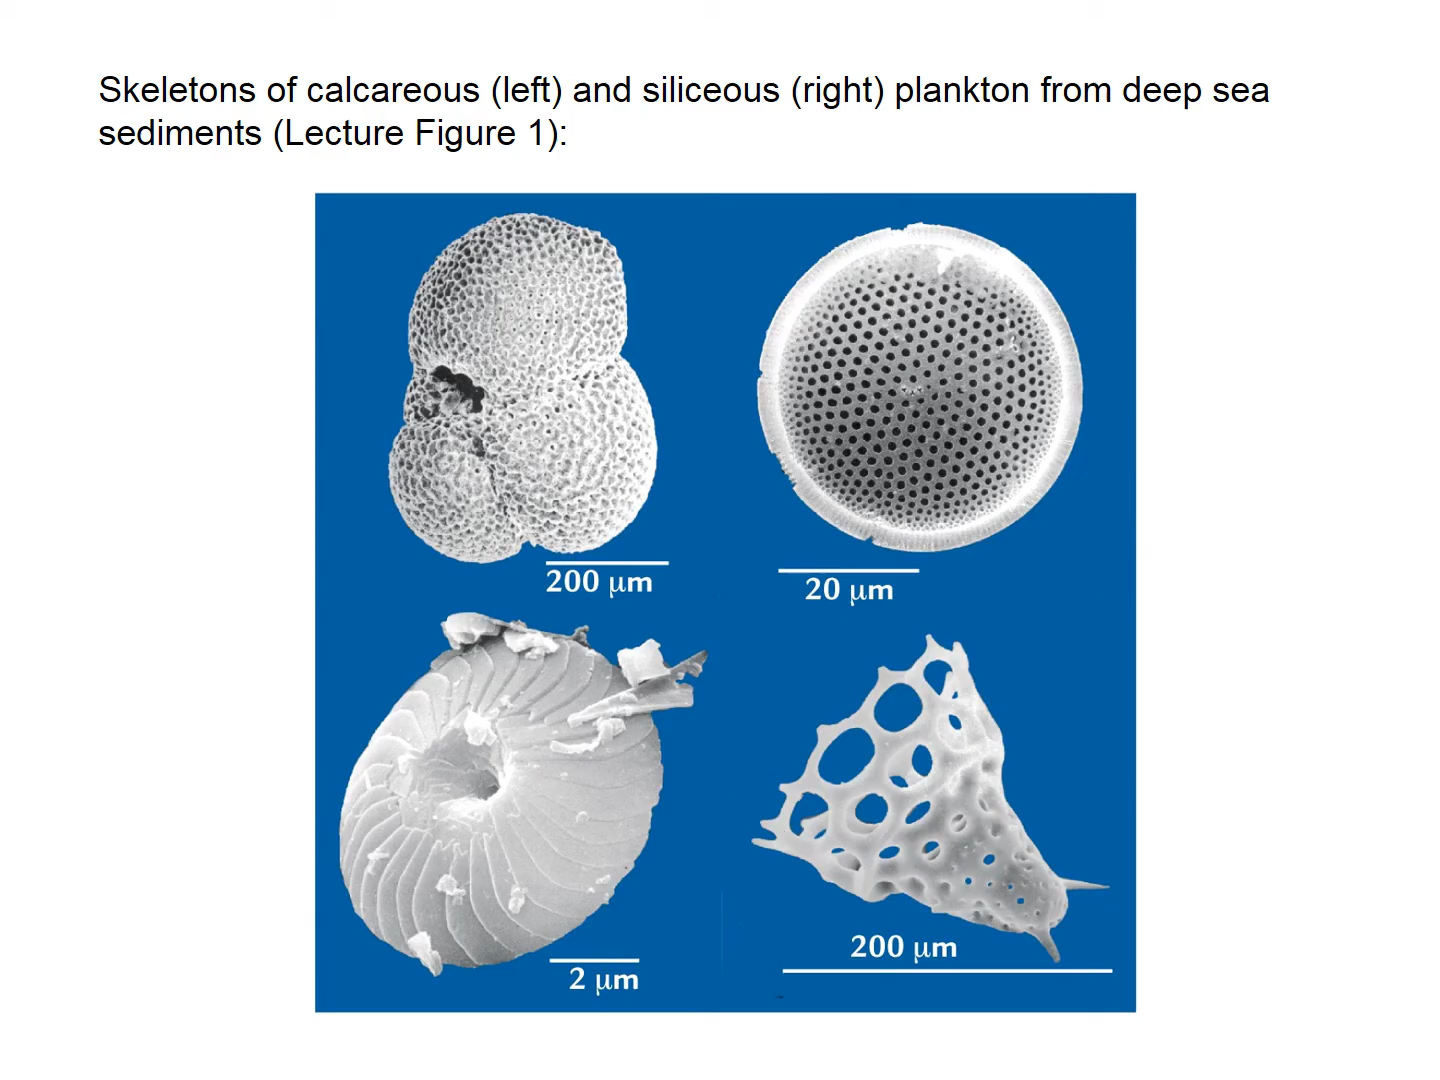 Skeletons of calcareous (left) and siliceous (right) plankton from deep sea
sediments (Lecture Figure 1):
200 μm
20 μm
2 μm
200 μm